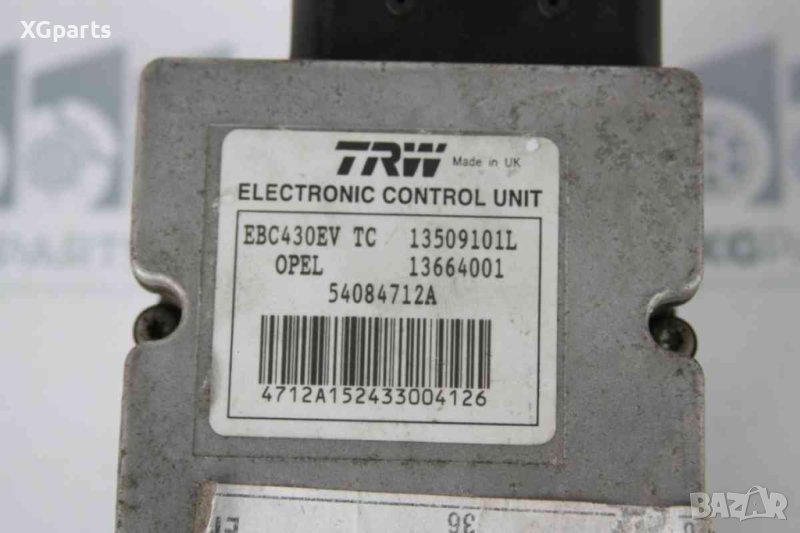 XGparts
TRW Made in UK
ELECTRONIC CONTROL UNIT
EBC430EV TC 13509101L
OPEL 13664001
54084712A
4712A152433004126
36
BAZAR